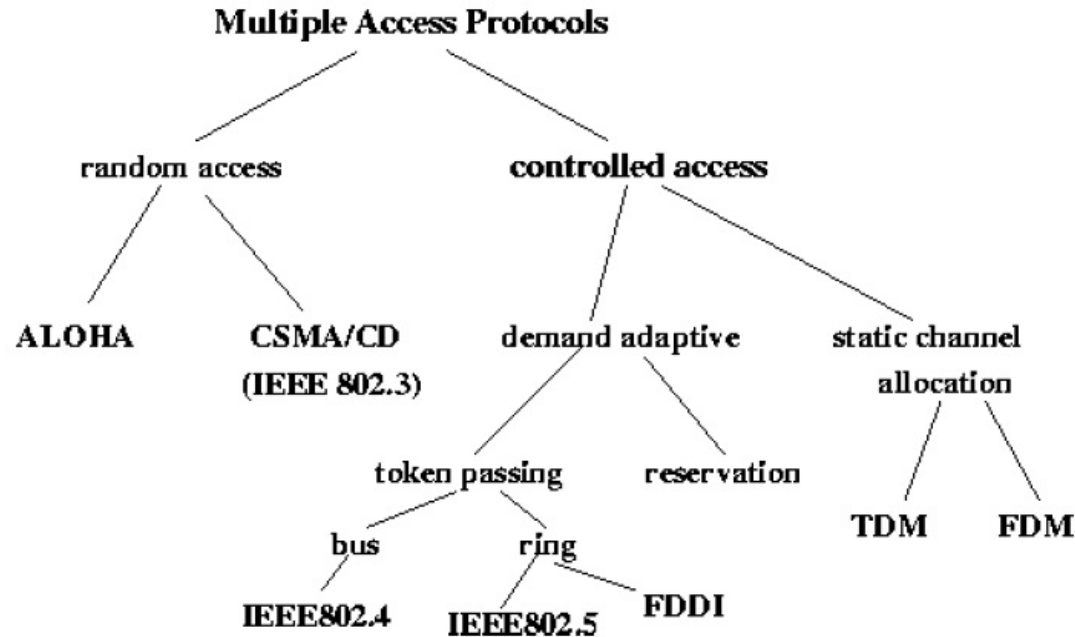 Multiple Access Protocols
random access
controlled access
ALOHA
CSMA/CD
(IEEE 802.3)
demand adaptive
static channel
allocation
token passing
reservation
TDM
FDM
bus
ring
IEEE802.4
IEEE802.5
FDDI